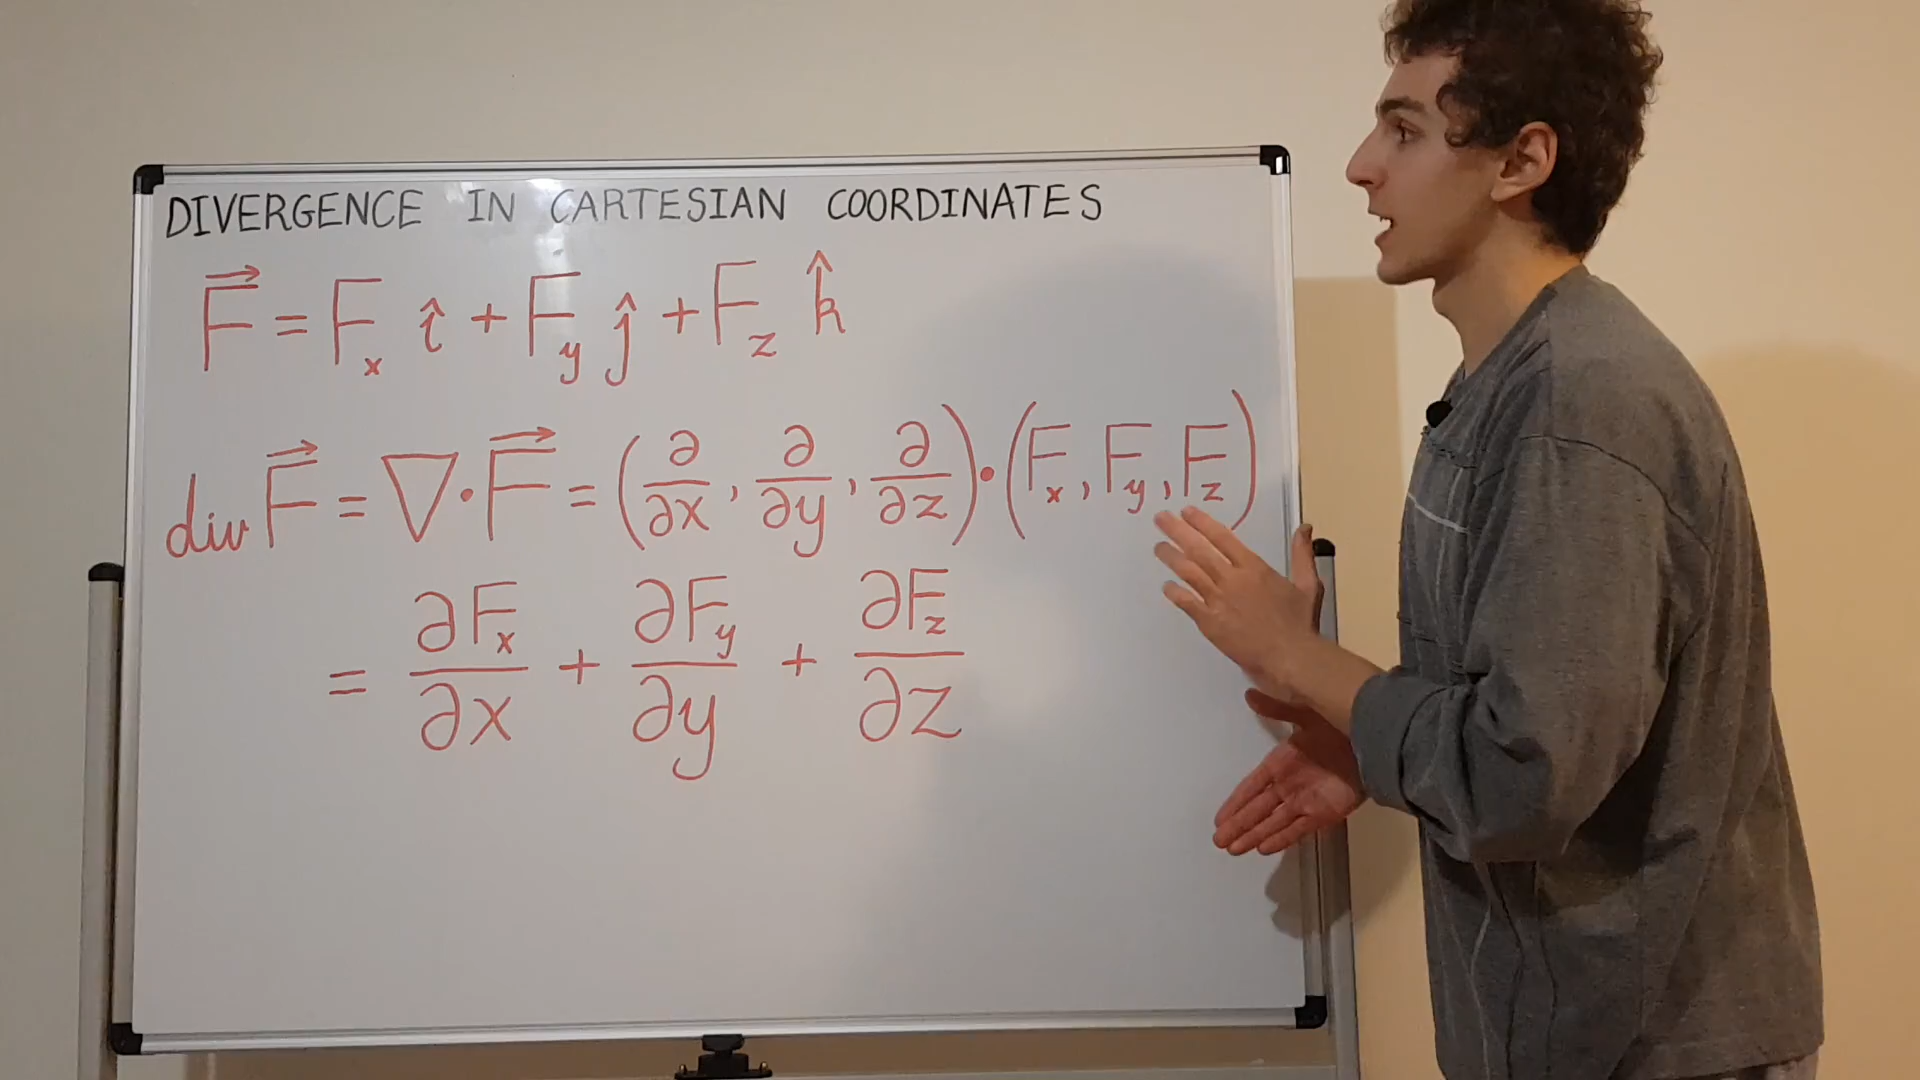 DIVERGENCE IN CARTESIAN COORDINATES
F⃗ = Fₓ î + F_y ĵ + F_z k̂
div F⃗ = ∇·F⃗ = (∂/∂x, ∂/∂y, ∂/∂z)·(Fₓ, F_y, F_z)
= ∂Fₓ/∂x + ∂F_y/∂y + ∂F_z/∂z